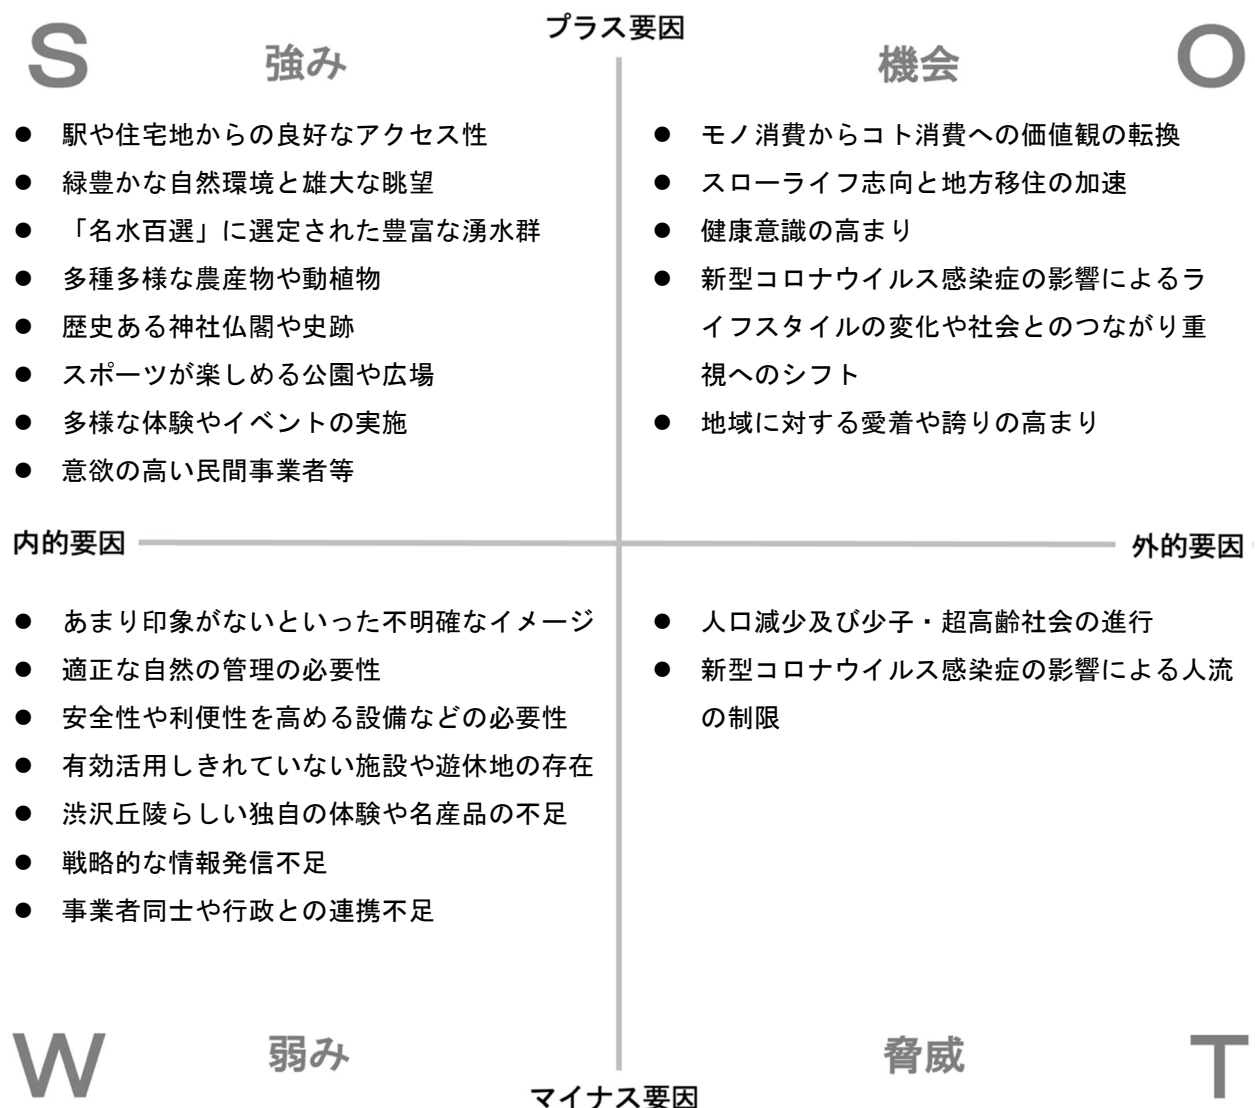 プラス要因
S 強み
● 駅や住宅地からの良好なアクセス性
● 緑豊かな自然環境と雄大な眺望
● 「名水百選」に選定された豊富な湧水群
● 多種多様な農産物や動植物
● 歴史ある神社仏閣や史跡
● スポーツが楽しめる公園や広場
● 多様な体験やイベントの実施
● 意欲の高い民間事業者等
機会 O
● モノ消費からコト消費への価値観の転換
● スローライフ志向と地方移住の加速
● 健康意識の高まり
● 新型コロナウイルス感染症の影響によるラ
イフスタイルの変化や社会とのつながり重
視へのシフト
● 地域に対する愛着や誇りの高まり
内的要因
外的要因
● あまり印象がないといった不明確なイメージ
● 適正な自然の管理の必要性
● 安全性や利便性を高める設備などの必要性
● 有効活用しきれていない施設や遊休地の存在
● 渋沢丘陵らしい独自の体験や名産品の不足
● 戦略的な情報発信不足
● 事業者同士や行政との連携不足
W 弱み
● 人口減少及び少子・超高齢社会の進行
● 新型コロナウイルス感染症の影響による人流
の制限
脅威 T
マイナス要因